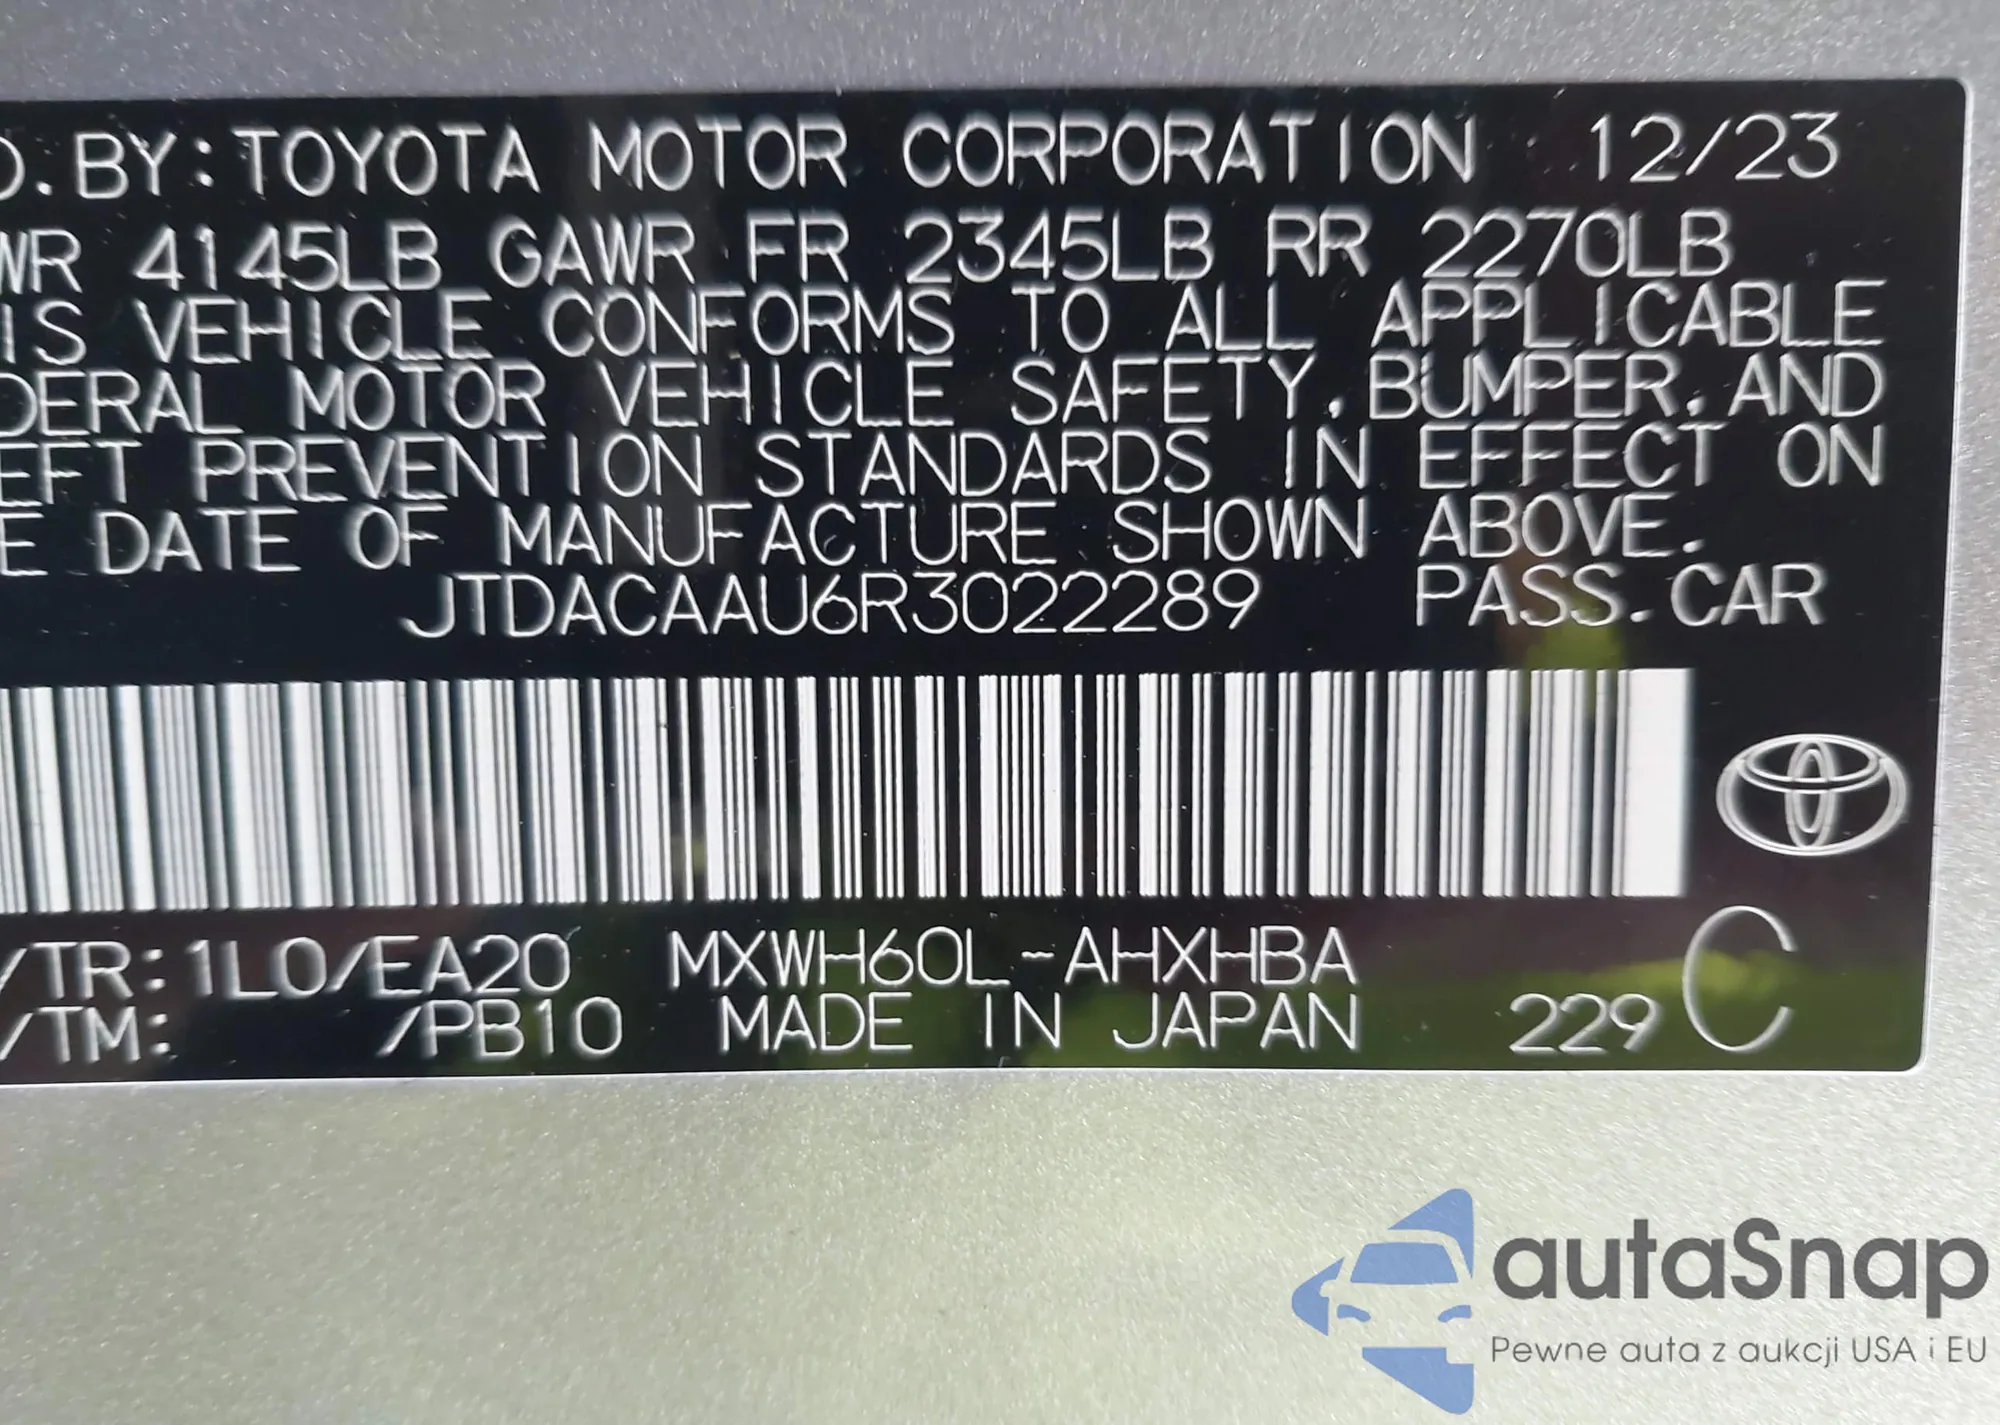 D. BY: TOYOTA MOTOR CORPORATION 12/23
WR 4145LB GAWR FR 2345LB RR 2270LB
IS VEHICLE CONFORMS TO ALL APPLICABLE
DERAL MOTOR VEHICLE SAFETY, BUMPER, AND
EFT PREVENTION STANDARDS IN EFFECT ON
E DATE OF MANUFACTURE SHOWN ABOVE.
JTDACAAU6R3022289 PASS. CAR
/TR: 1L0/EA20 MXWH60L-AHXHBA
/TM: /PB10 MADE IN JAPAN 229 C
autaSnap
Pewne auta z aukcji USA i EU